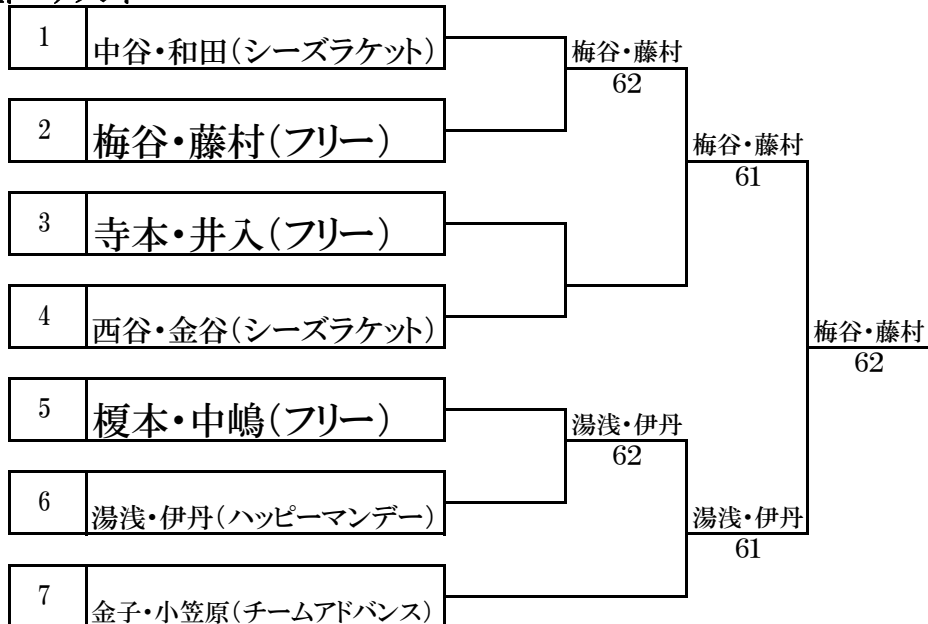 1
中谷・和田(シーズラケット)
2
梅谷・藤村(フリー)
3
寺本・井入(フリー)
4
西谷・金谷(シーズラケット)
5
榎本・中嶋(フリー)
6
湯浅・伊丹(ハッピーマンデー)
7
金子・小笠原(チームアドバンス)
梅谷・藤村
62
湯浅・伊丹
62
梅谷・藤村
61
湯浅・伊丹
61
梅谷・藤村
62